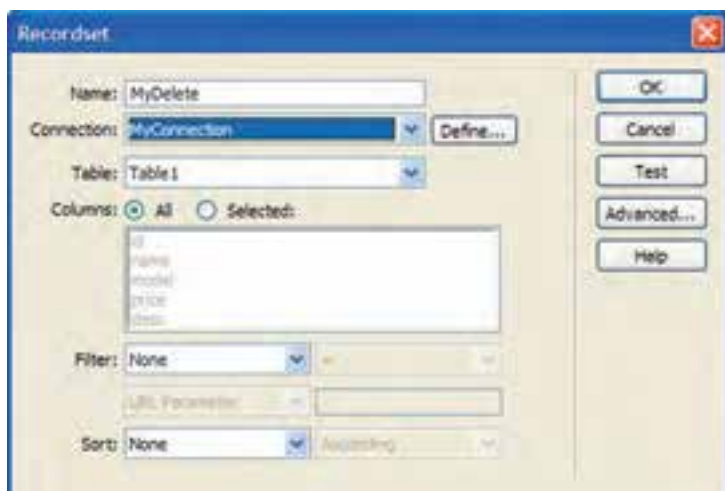 Recordset
Name: MyDelete
Connection: MyConnection Define...
Table: Table1
Columns: All Selected:
id
name
model
price
Filter: None =
URL Parameter
Sort: None Ascending
OK
Cancel
Test
Advanced...
Help